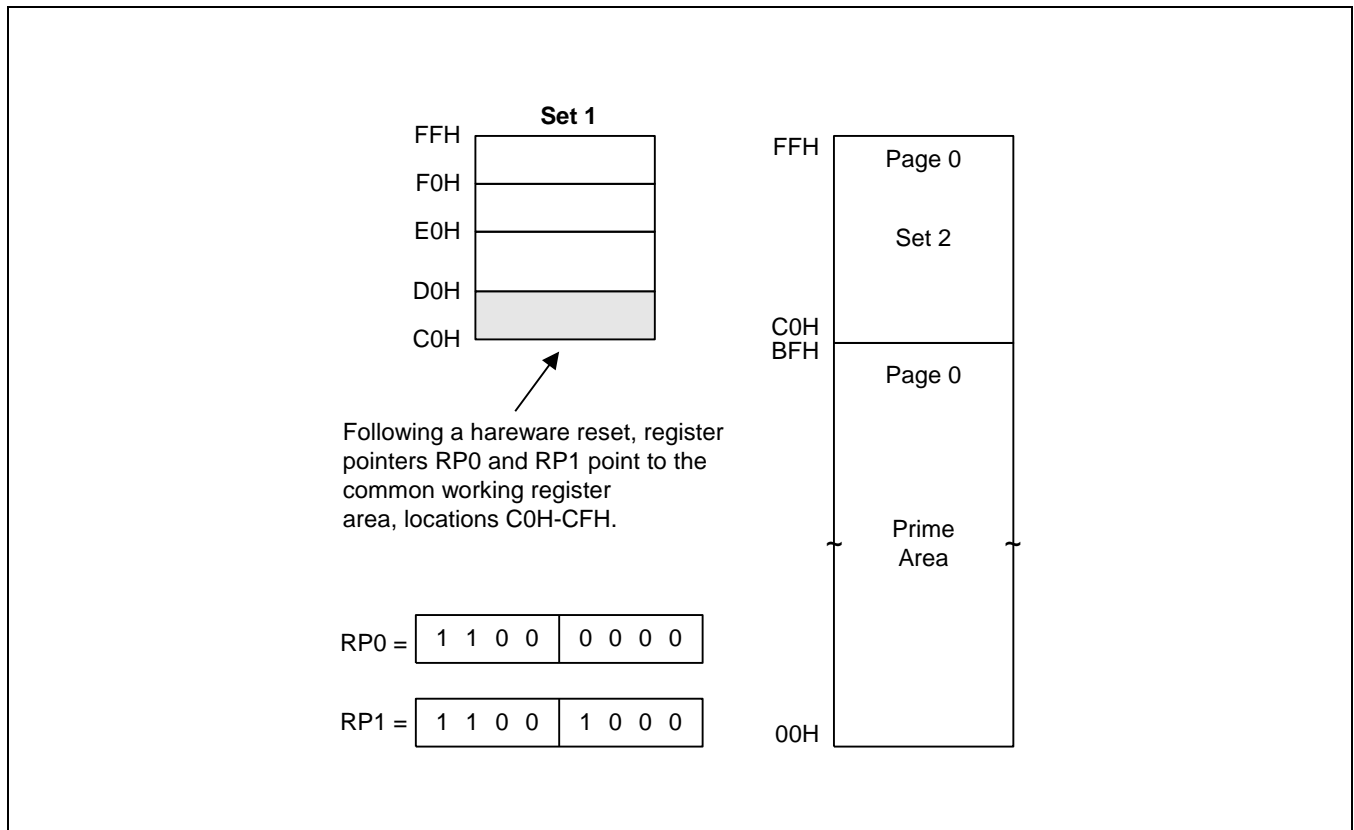 Set 1
FFH
F0H
E0H
D0H
C0H
Following a hareware reset, register
pointers RP0 and RP1 point to the
common working register
area, locations C0H-CFH.
RP0 = 1 1 0 0 0 0 0 0
RP1 = 1 1 0 0 1 0 0 0
FFH
Page 0
Set 2
C0H
BFH
Page 0
~ Prime ~
Area
00H